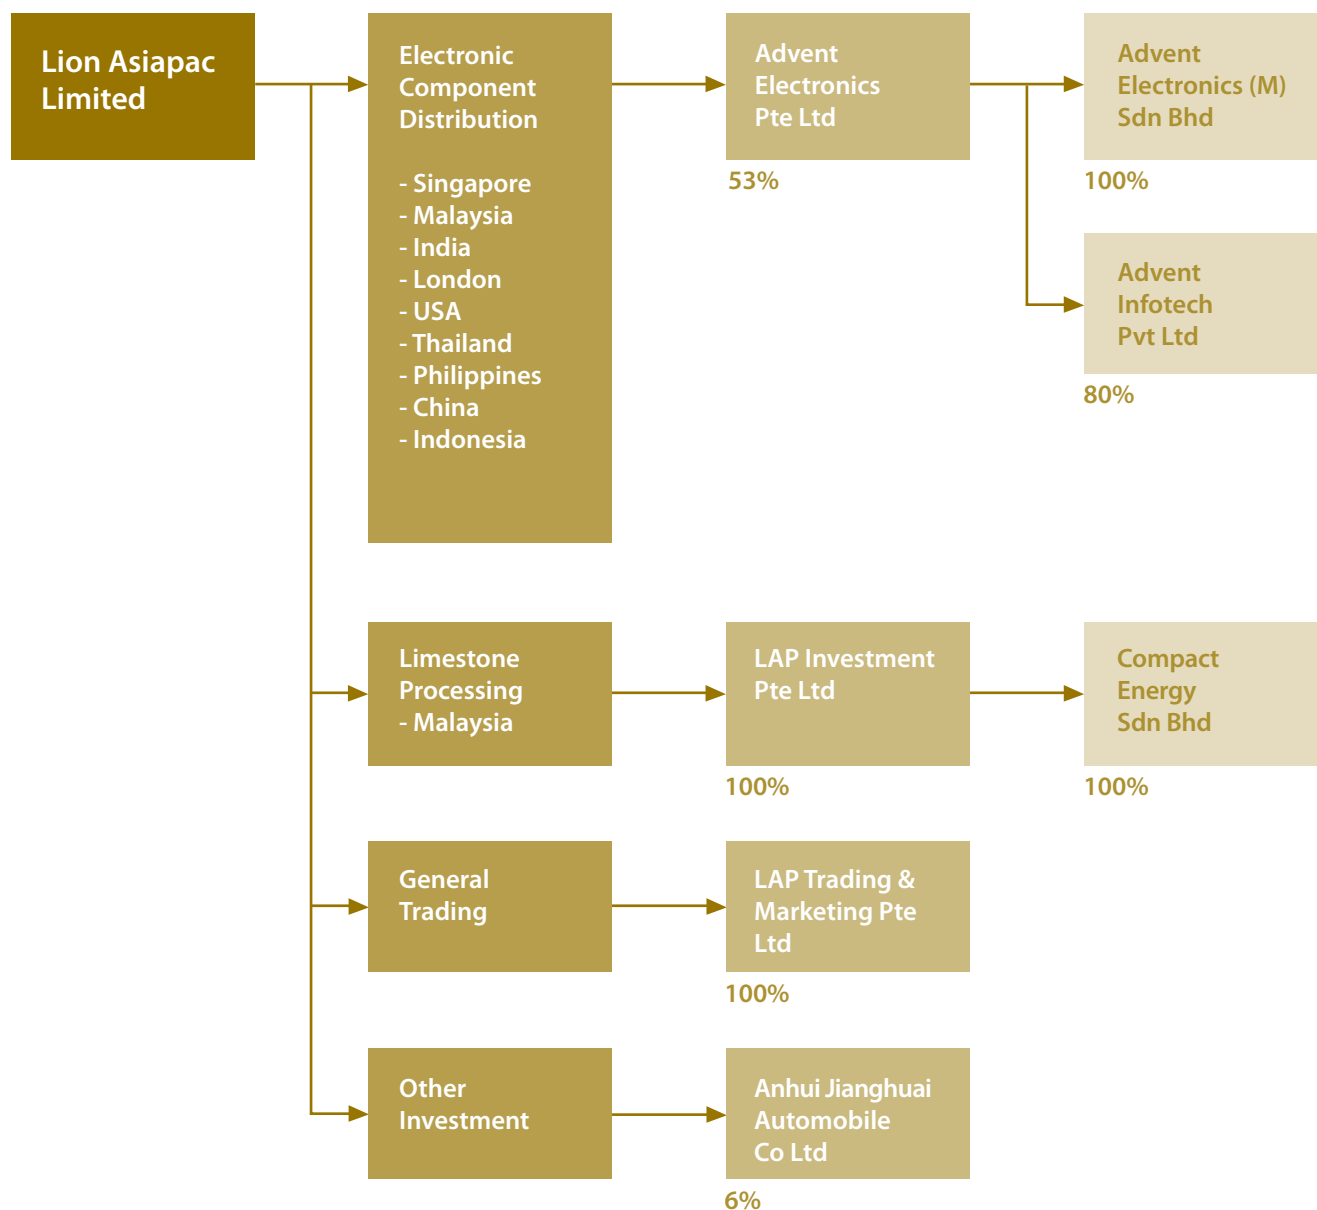 Lion Asiapac
Limited
Electronic
Component
Distribution
- Singapore
- Malaysia
- India
- London
- USA
- Thailand
- Philippines
- China
- Indonesia
Advent
Electronics
Pte Ltd
53%
Advent
Electronics (M)
Sdn Bhd
100%
Advent
Infotech
Pvt Ltd
80%
Limestone
Processing
- Malaysia
LAP Investment
Pte Ltd
100%
Compact
Energy
Sdn Bhd
100%
General
Trading
LAP Trading &
Marketing Pte
Ltd
100%
Other
Investment
Anhui Jianghuai
Automobile
Co Ltd
6%